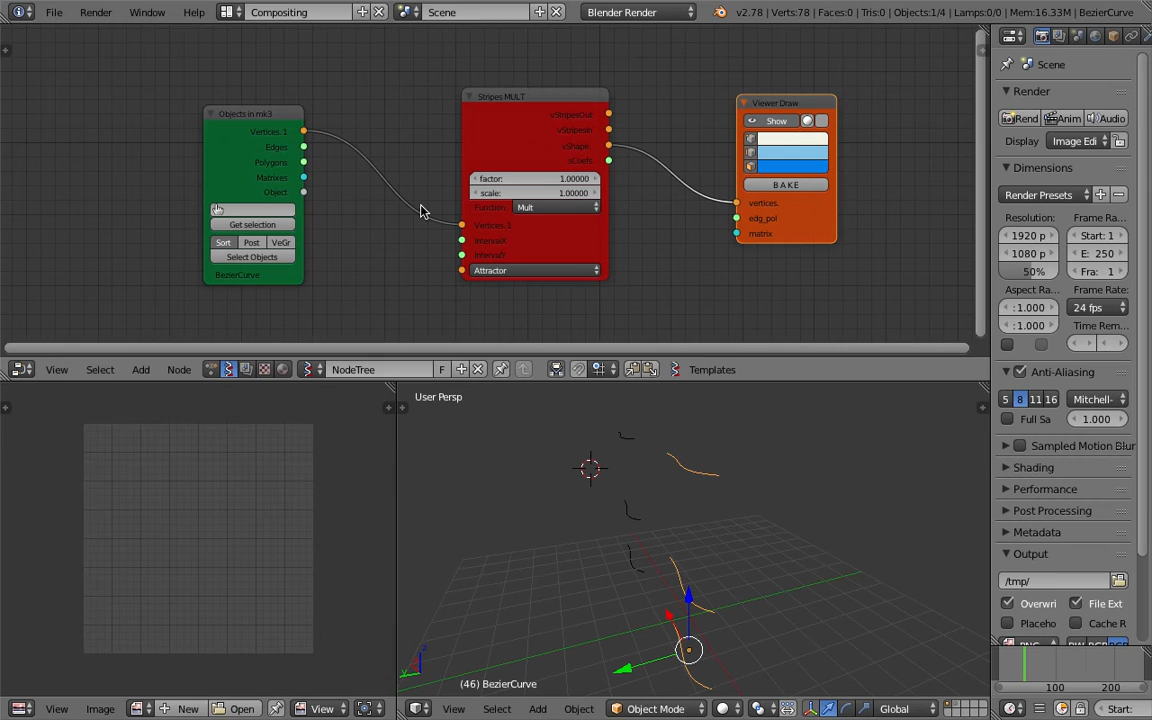 File Render Window Help Compositing Scene Blender Render v2.78 | Verts:78 | Faces:0 | Tris:0 | Objects:1/4 | Lamps:0/0 | Mem:16.33M | BezierCurve
Objects in mk3
Vertices.1
Edges
Polygons
Matrixes
Object
Get selection
Sort Post VeGr
Select Objects
BezierCurve
Stripes MULT
vStripesOut
vStripesIn
vShape.
sCoefs
factor: 1.00000
scale: 1.00000
Function: Mult
Vertices.1
IntervalX
IntervalY
Attractor
Viewer Draw
Show
BAKE
vertices.
edg_pol
matrix
View Select Add Node NodeTree F Templates
User Persp
(46) BezierCurve
View Image New Open View
View Select Add Object Object Mode Global
Scene
Render
Rend Anim Audio
Display Image Edi
Dimensions
Render Presets
Resolution: Frame Ra...
1920 p Start: 1
1080 p E: 250
50% Fra: 1
Aspect Ra... Frame Rate:
:1.000 24 fps
:1.000 Time Rem...
Anti-Aliasing
5 8 11 16 Mitchell-
Full Sa 1.000
Sampled Motion Blur
Shading
Performance
Post Processing
Metadata
Output
/tmp/
Overwri File Ext
Placeho Cache R
100 200
Start: